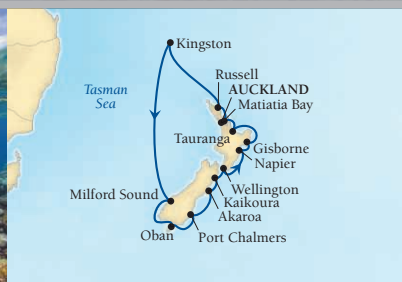 Kingston
Russell
Tasman
Sea
AUCKLAND
Matiatia Bay
Tauranga
Gisborne
Napier
Milford Sound
Wellington
Kaikoura
Akaroa
Oban
Port Chalmers